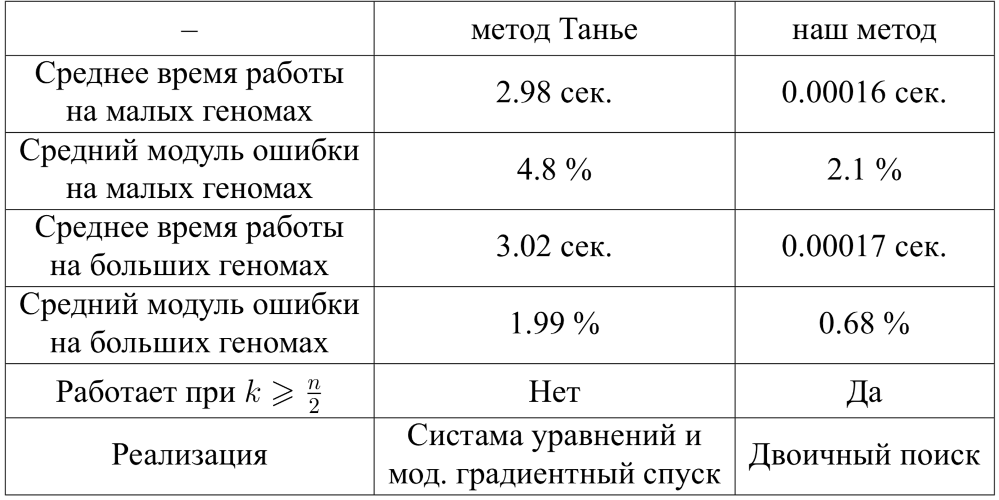 – метод Танье наш метод
Среднее время работы
на малых геномах
2.98 сек. 0.00016 сек.
Средний модуль ошибки
на малых геномах
4.8 % 2.1 %
Среднее время работы
на больших геномах
3.02 сек. 0.00017 сек.
Средний модуль ошибки
на больших геномах
1.99 % 0.68 %
Работает при k ⩾ n/2 Нет Да
Реализация
Систама уравнений и
мод. градиентный спуск
Двоичный поиск